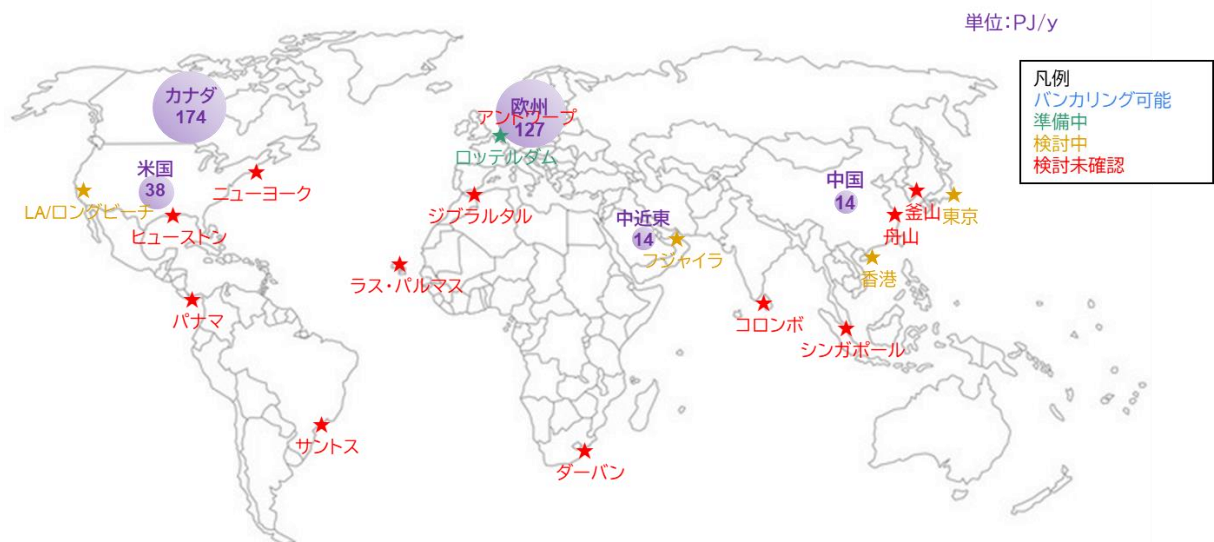 単位:PJ/y
凡例
バンカリング可能
準備中
検討中
検討未確認
カナダ
174
欧州
アントワープ
127
ロッテルダム
米国
38
ニューヨーク
LA/ロングビーチ
ヒューストン
ジブラルタル
中近東
14
フジャイラ
中国
14
釜山
東京
舟山
香港
ラス・パルマス
パナマ
コロンボ
シンガポール
サントス
ダーバン